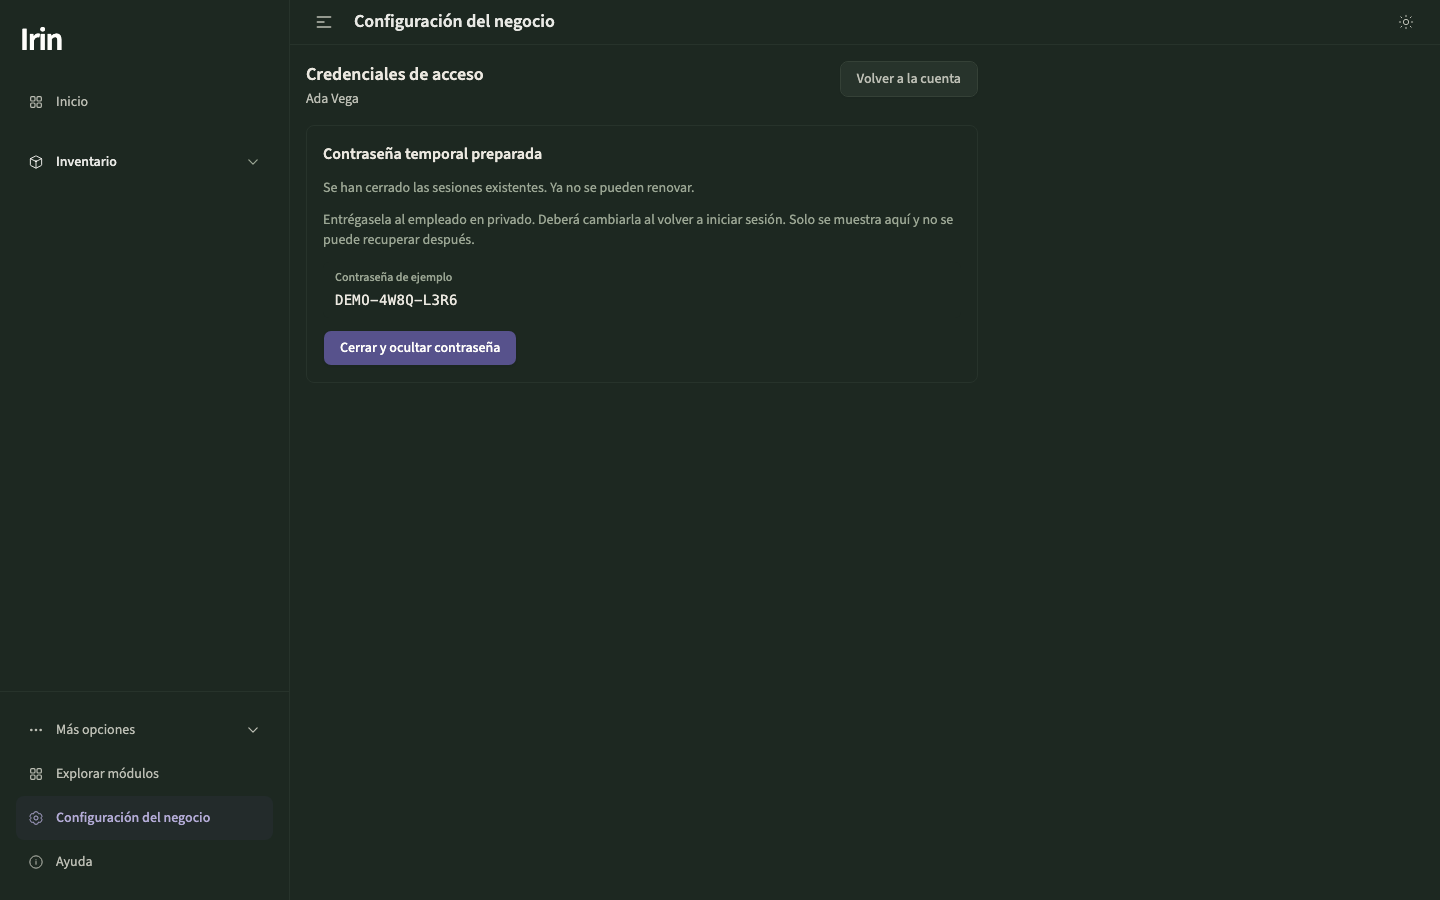 Irin
Inicio
Inventario
Más opciones
Explorar módulos
Configuración del negocio
Ayuda
Configuración del negocio
Credenciales de acceso
Ada Vega
Volver a la cuenta
Contraseña temporal preparada
Se han cerrado las sesiones existentes. Ya no se pueden renovar.
Entrégasela al empleado en privado. Deberá cambiarla al volver a iniciar sesión. Solo se muestra aquí y no se
puede recuperar después.
Contraseña de ejemplo
DEMO-4W8Q-L3R6
Cerrar y ocultar contraseña